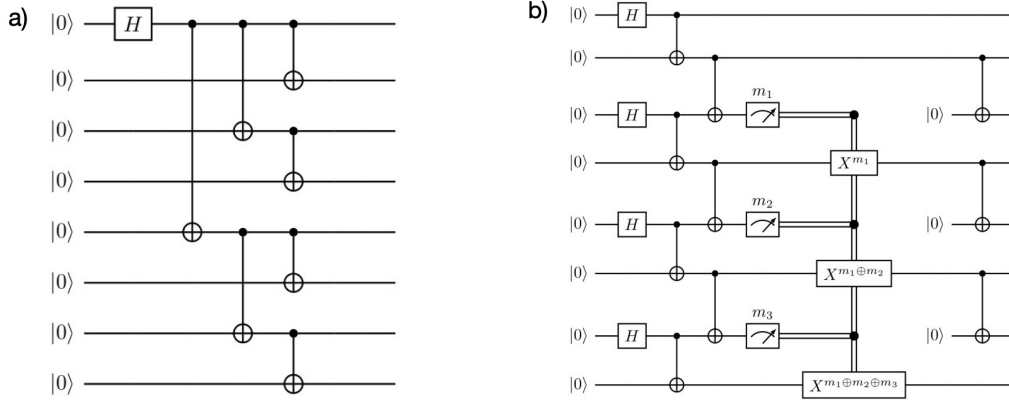 a)
|0⟩ H
|0⟩
|0⟩
|0⟩
|0⟩
|0⟩
|0⟩
|0⟩
b)
|0⟩ H
|0⟩
|0⟩ H m₁ |0⟩
|0⟩ X^{m₁}
|0⟩ H m₂ |0⟩
|0⟩ X^{m₁⊕m₂}
|0⟩ H m₃ |0⟩
|0⟩ X^{m₁⊕m₂⊕m₃}